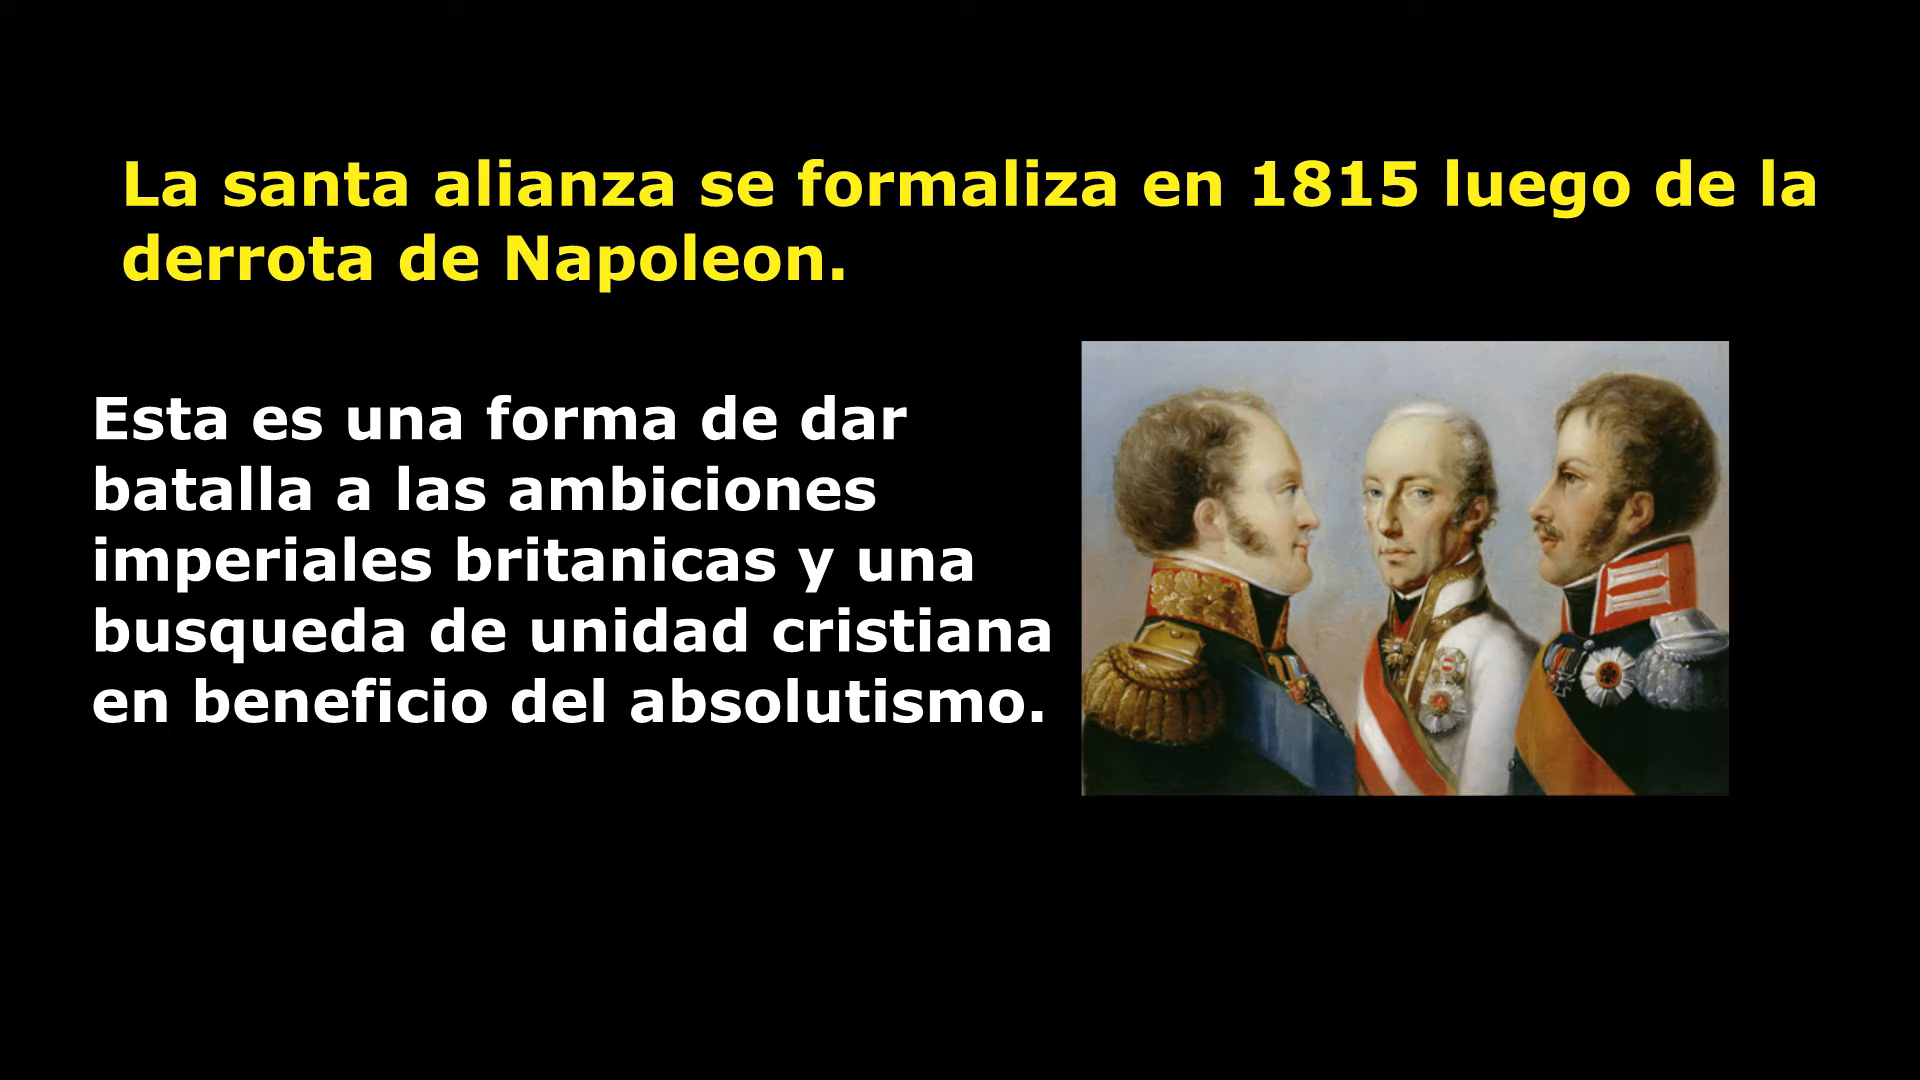 La santa alianza se formaliza en 1815 luego de la
derrota de Napoleon.
Esta es una forma de dar
batalla a las ambiciones
imperiales britanicas y una
busqueda de unidad cristiana
en beneficio del absolutismo.